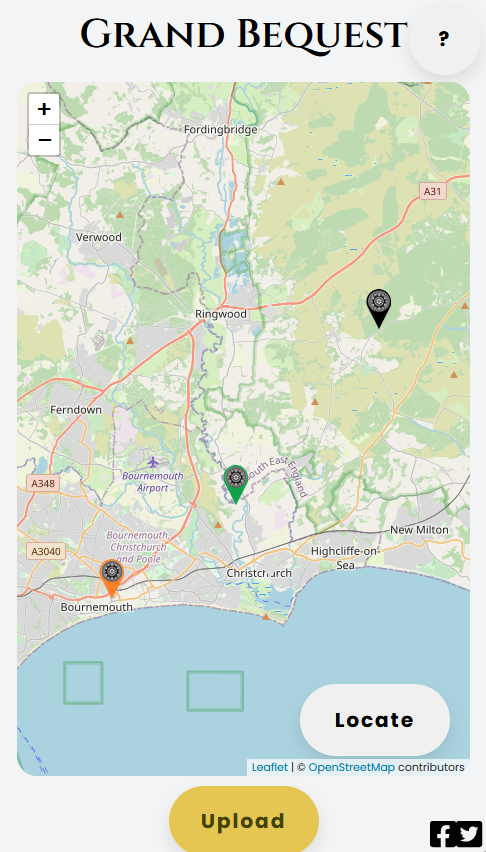 Grand Bequest
?
+
−
Fordingbridge
A31
Verwood
Ringwood
Ferndown
South East England
A348
Bournemouth
Airport
Bournemouth,
Christchurch
and Poole
A3040
New Milton
Highcliffe-on-
Sea
Christchurch
Bournemouth
Locate
Leaflet | © OpenStreetMap contributors
Upload